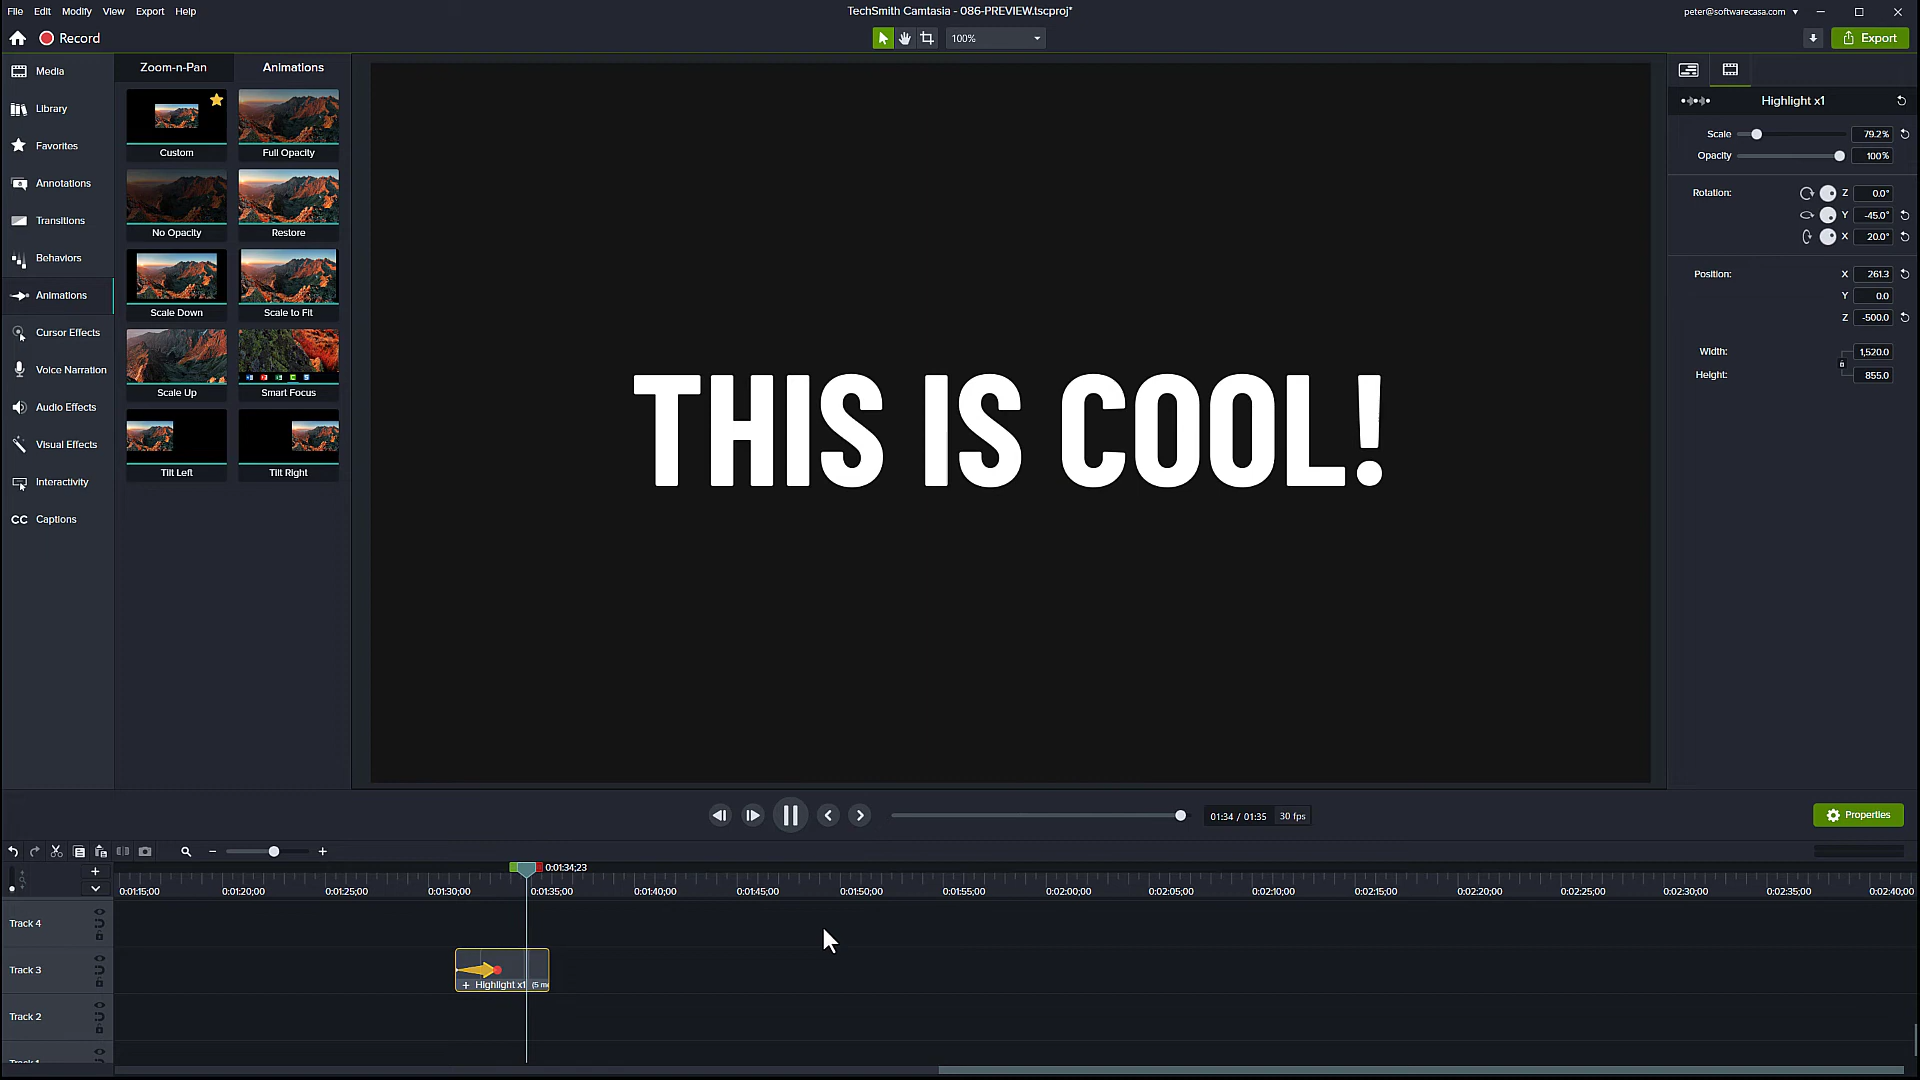 File Edit Modify View Export Help
TechSmith Camtasia - 086-PREVIEW.tscproj*
peter@softwarecasa.com
Record
100%
Export
Media
Library
Favorites
Annotations
Transitions
Behaviors
Animations
Cursor Effects
Voice Narration
Audio Effects
Visual Effects
Interactivity
CC Captions
Zoom-n-Pan Animations
Custom Full Opacity
No Opacity Restore
Scale Down Scale to Fit
Scale Up Smart Focus
Tilt Left Tilt Right
THIS IS COOL!
Highlight x1
Scale 79.2%
Opacity 100%
Rotation: Z 0.0°
Y -45.0°
X 20.0°
Position: X 261.3
Y 0.0
Z -500.0
Width: 1,520.0
Height: 855.0
01:34 / 01:35 30 fps
Properties
0:01:34;23
0:01:15;00 0:01:20;00 0:01:25;00 0:01:30;00 0:01:35;00 0:01:40;00 0:01:45;00 0:01:50;00 0:01:55;00 0:02:00;00 0:02:05;00 0:02:10;00 0:02:15;00 0:02:20;00 0:02:25;00 0:02:30;00 0:02:35;00 0:02:40;00
Track 4
Track 3
+ Highlight x1 (5 m
Track 2